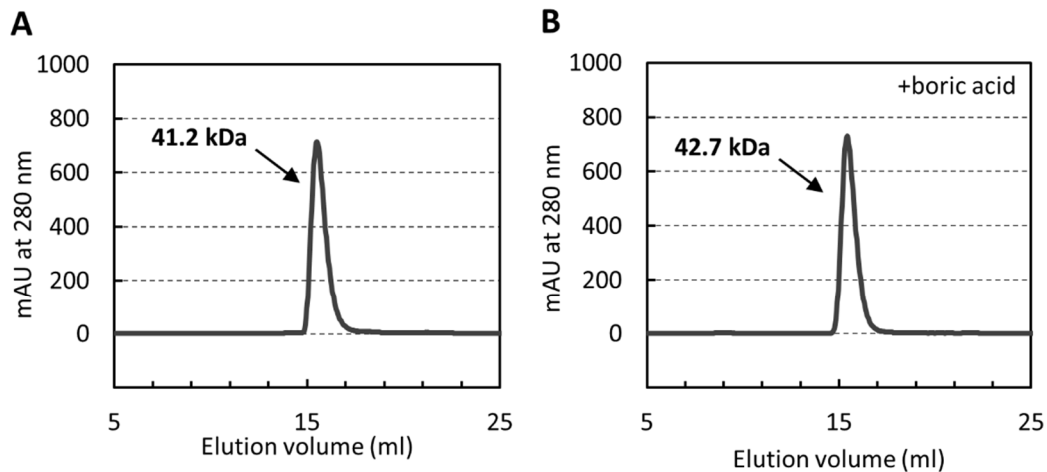 A
mAU at 280 nm
1000
800
600
400
200
0
41.2 kDa
5
15
25
Elution volume (ml)
B
mAU at 280 nm
1000
800
600
400
200
0
+boric acid
42.7 kDa
5
15
25
Elution volume (ml)